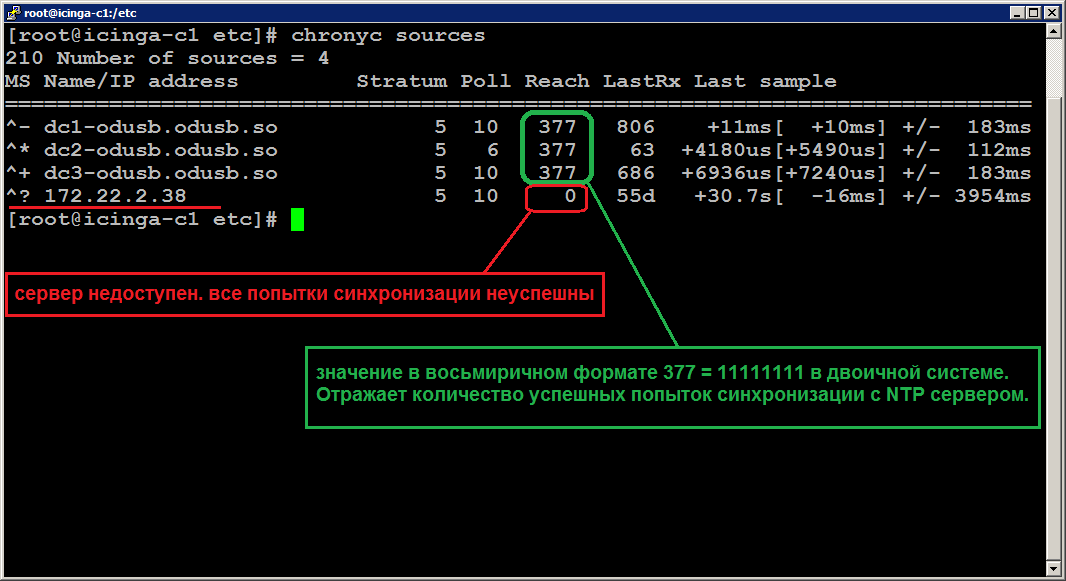 root@icinga-c1:/etc
[root@icinga-c1 etc]# chronyc sources
210 Number of sources = 4
MS Name/IP address         Stratum Poll Reach LastRx Last sample
===============================================================================
^- dc1-odusb.odusb.so            5  10   377   806    +11ms[  +10ms] +/-  183ms
^* dc2-odusb.odusb.so            5   6   377    63  +4180us[+5490us] +/-  112ms
^+ dc3-odusb.odusb.so            5  10   377   686  +6936us[+7240us] +/-  183ms
^? 172.22.2.38                   5  10     0   55d   +30.7s[  -16ms] +/- 3954ms
[root@icinga-c1 etc]#
сервер недоступен. все попытки синхронизации неуспешны
значение в восьмиричном формате 377 = 11111111 в двоичной системе.
Отражает количество успешных попыток синхронизации с NTP сервером.